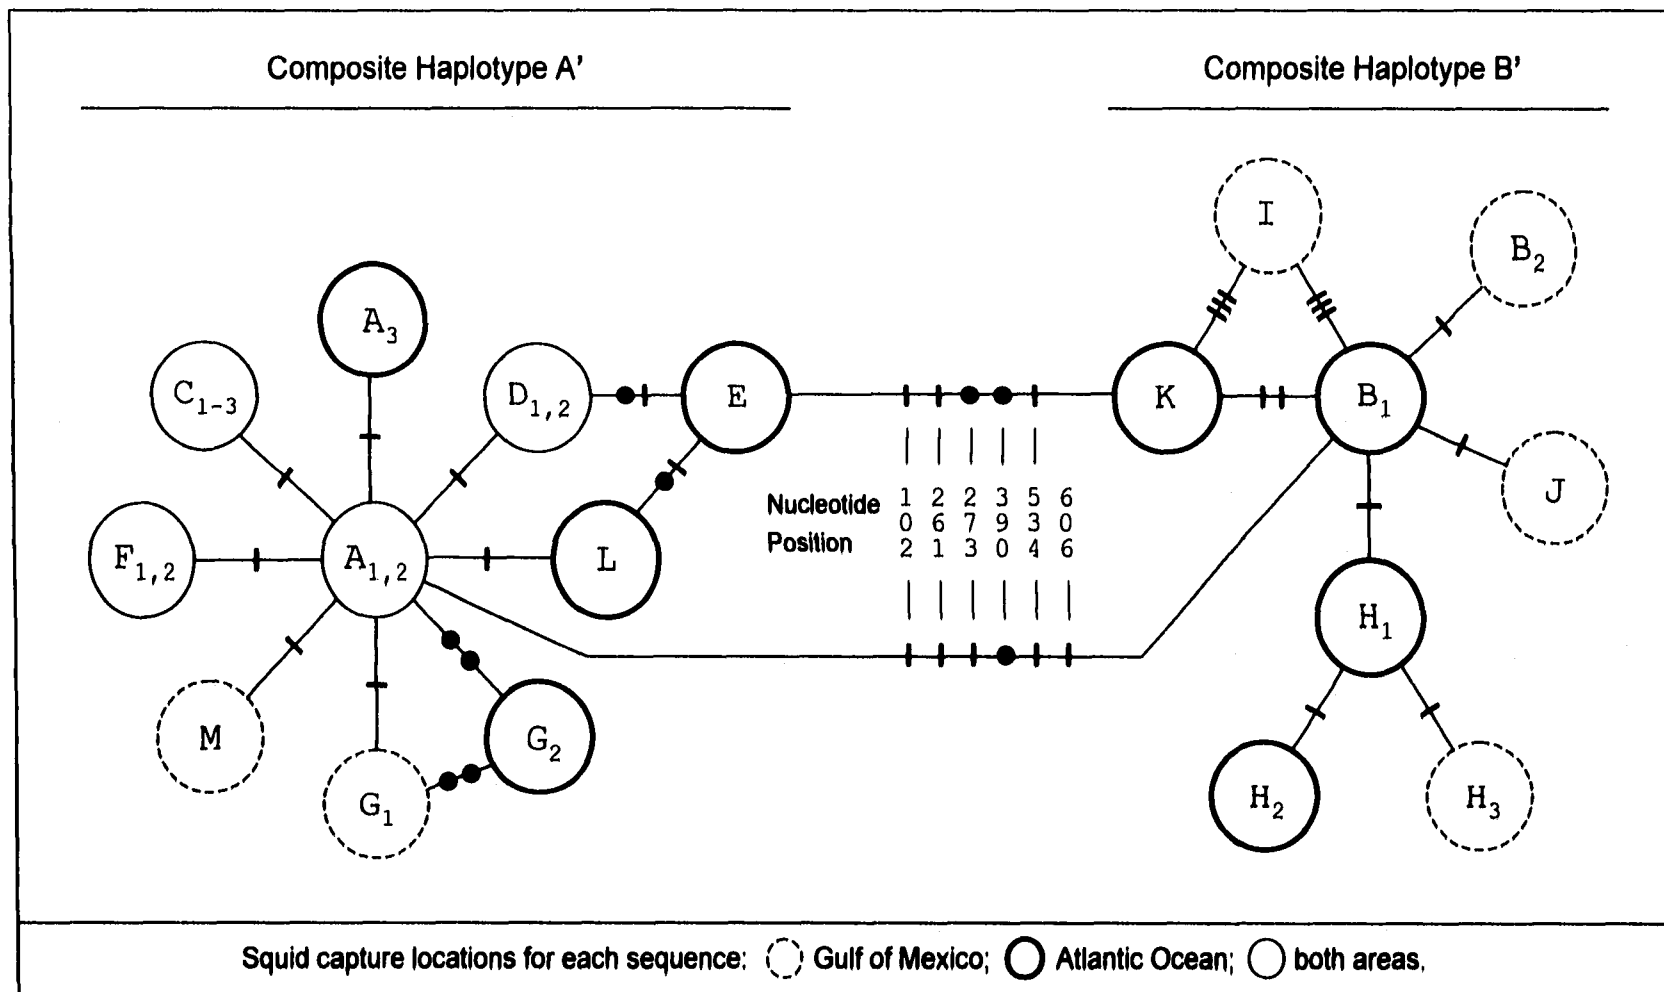 Composite Haplotype A' Composite Haplotype B'
I
B2
A3
C1-3 D1,2 E K B1
Nucleotide Position
1 2 2 3 5 6
0 6 7 9 3 0
2 1 3 0 4 6
J
F1,2 A1,2 L
H1
M G2
G1 H2 H3
Squid capture locations for each sequence: Gulf of Mexico; Atlantic Ocean; both areas.